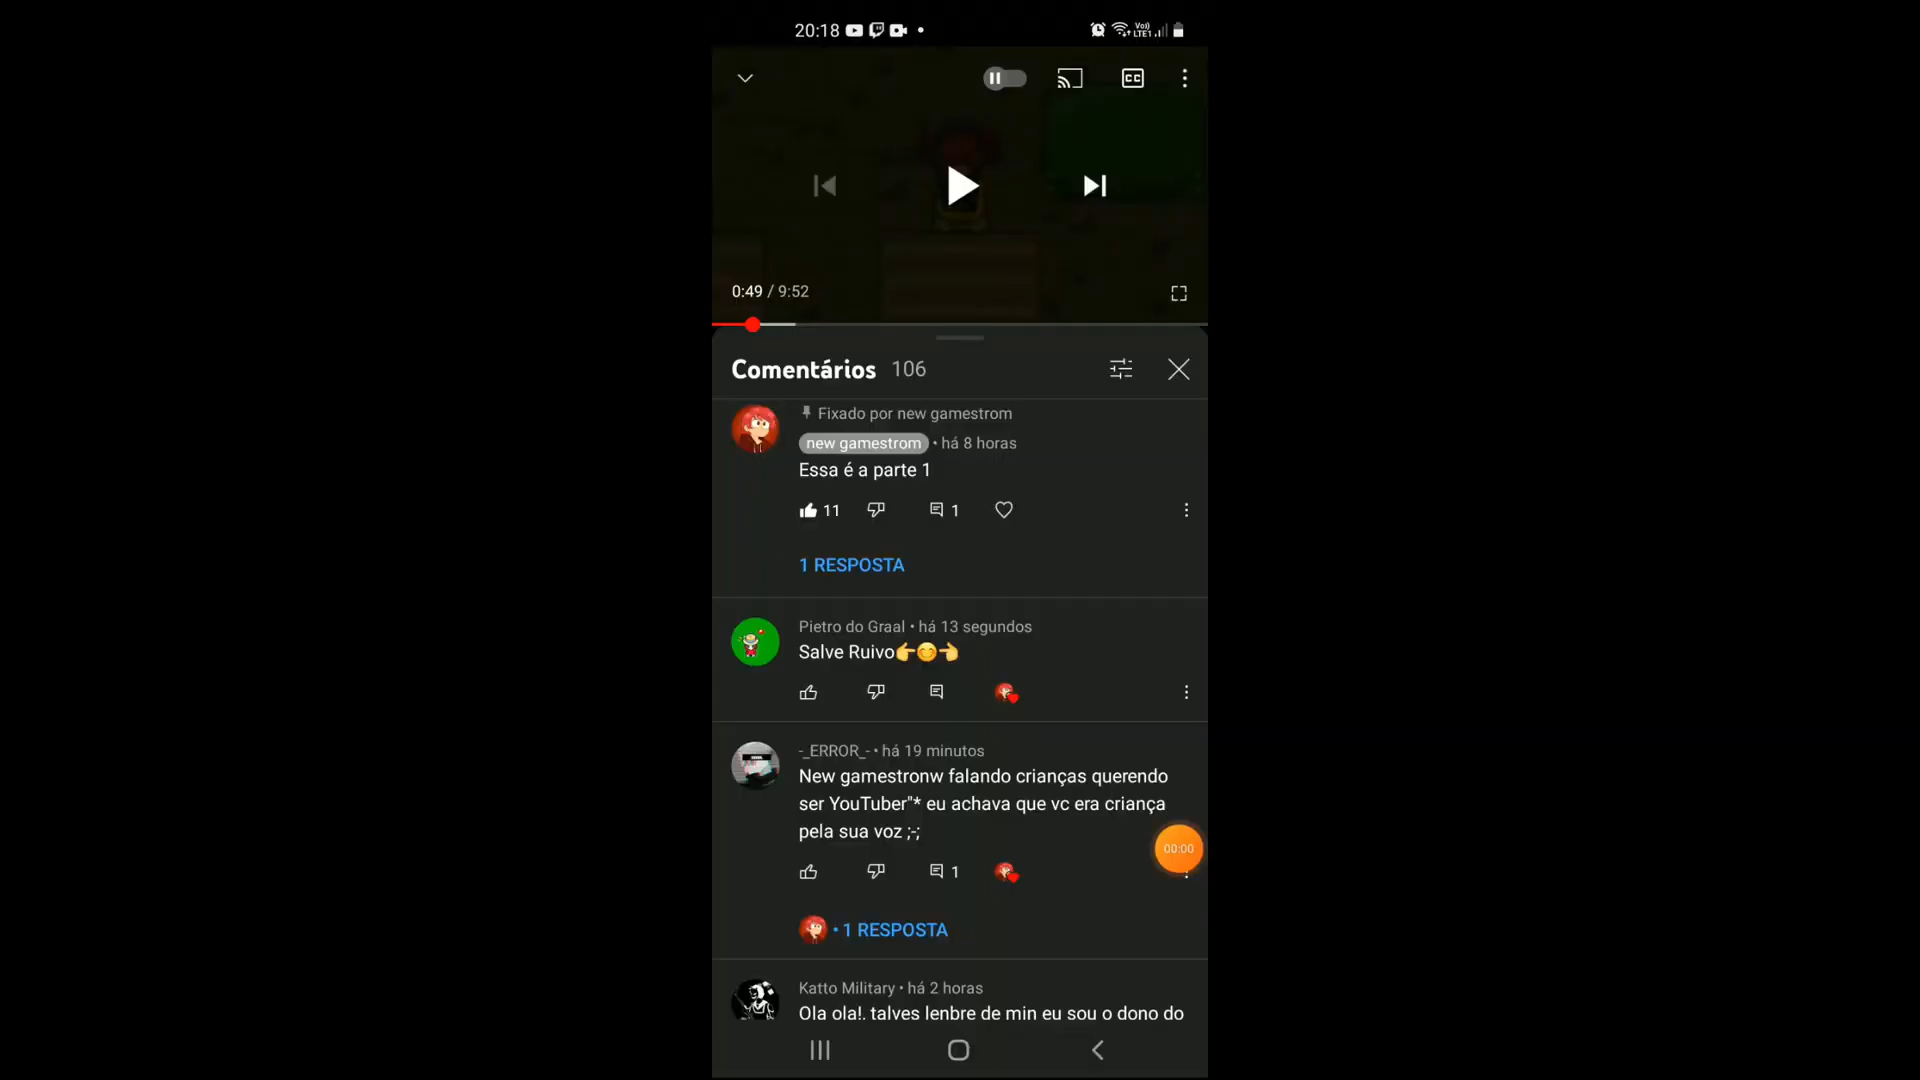 20:18
Vo)) LTE1
CC
0:49 / 9:52
Comentários 106
Fixado por new gamestrom
new gamestrom • há 8 horas
Essa é a parte 1
11 1
1 RESPOSTA
Pietro do Graal • há 13 segundos
Salve Ruivo👉😊👈
-_ERROR_- • há 19 minutos
New gamestronw falando crianças querendo
ser YouTuber"* eu achava que vc era criança
pela sua voz ;-;
00:00
1
• 1 RESPOSTA
Katto Military • há 2 horas
Ola ola!. talves lenbre de min eu sou o dono do